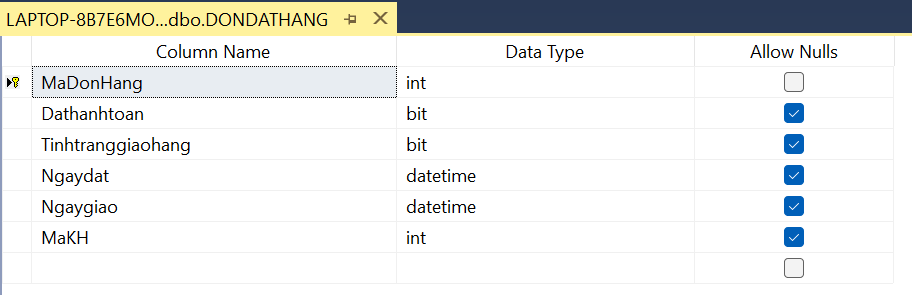 LAPTOP-8B7E6MO...dbo.DONDATHANG
Column Name Data Type Allow Nulls
MaDonHang int
Dathanhtoan bit
Tinhtranggiaohang bit
Ngaydat datetime
Ngaygiao datetime
MaKH int